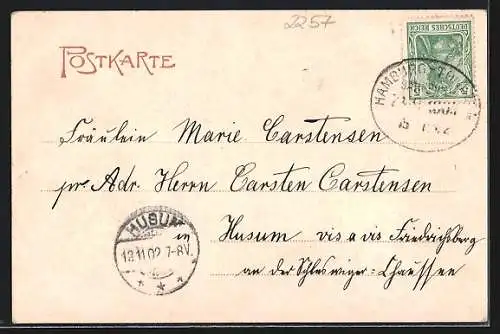 2257
POSTKARTE
DEUTSCHES REICH
HAMBURG
Fräulein Marie Carstensen
pr. Adr. Herrn Carsten Carstensen
HUSUM
12.11.02 7-8V.
in Husum vis a vis Friedrichsberg
an der Schleswiger-Chaussee